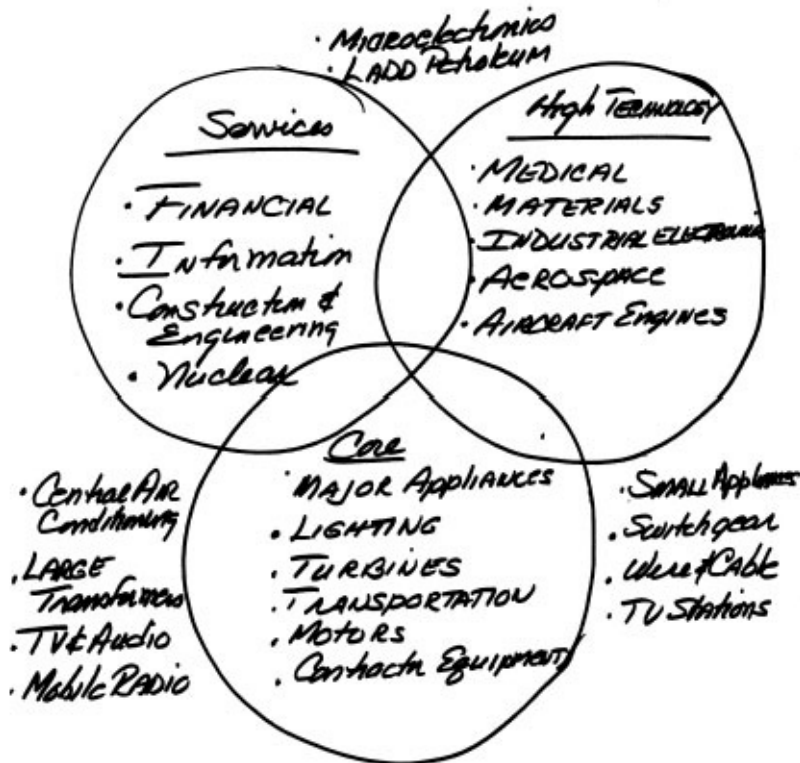 · Microelectronics
· LADD Petroleum
Services
· FINANCIAL
· Information
· Construction &
Engineering
· Nuclear
High TECHNOLOGY
· MEDICAL
· MATERIALS
· INDUSTRIAL ELECTRONICS
· AEROSPACE
· AIRCRAFT ENGINES
Core
· MAJOR APPliANCES
· LIGHTING
· TURBINES
· TRANSPORTATION
· MOTORS
· Contractor Equipment
· Central AIR
Conditioning
· LARGE
Transformers
· TV & Audio
· Mobile RADIO
· SMALL Appliances
· Switchgear
· Wire & Cable
· TV Stations